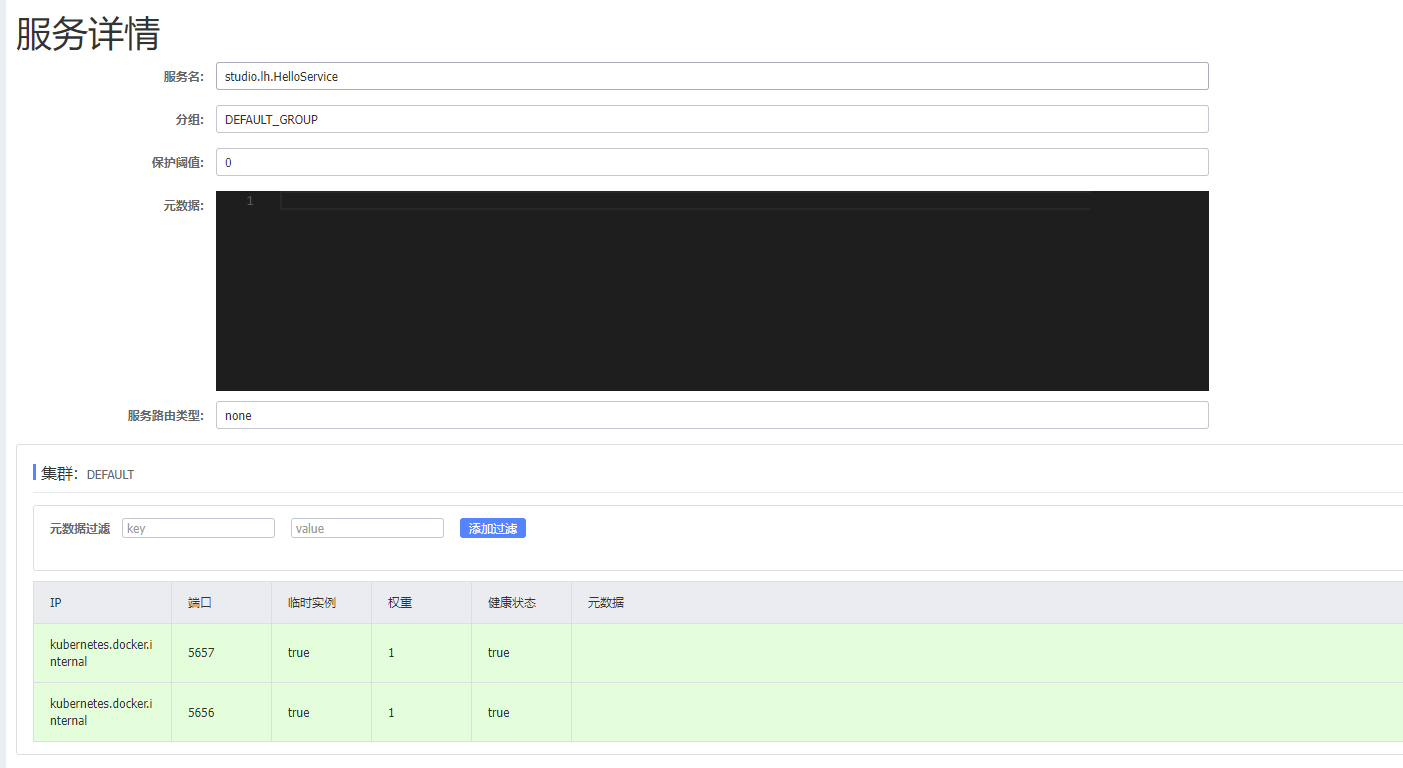 服务详情
服务名: studio.lh.HelloService
分组: DEFAULT_GROUP
保护阈值: 0
元数据: 1
服务路由类型: none
集群: DEFAULT
元数据过滤 key value 添加过滤
IP 端口 临时实例 权重 健康状态 元数据
kubernetes.docker.i
nternal 5657 true 1 true
kubernetes.docker.i
nternal 5656 true 1 true